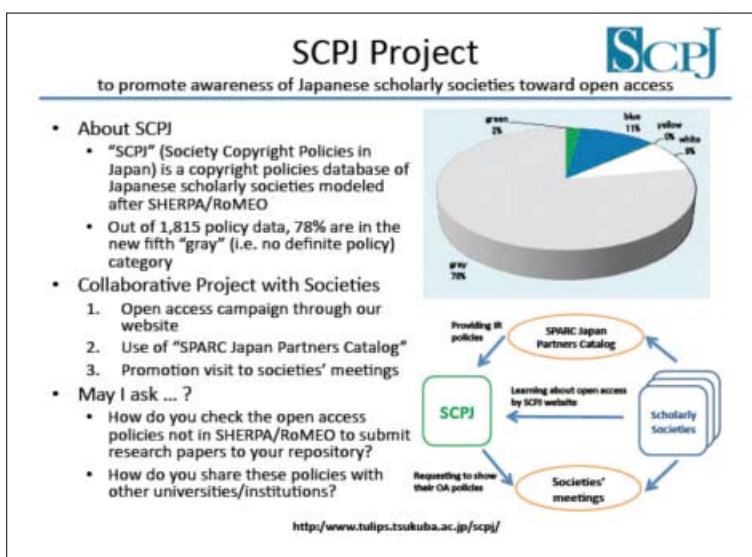 SCPJ Project
SCPJ
to promote awareness of Japanese scholarly societies toward open access
• About SCPJ
• "SCPJ" (Society Copyright Policies in
Japan) is a copyright policies database of
Japanese scholarly societies modeled
after SHERPA/RoMEO
• Out of 1,815 policy data, 78% are in the
new fifth "gray" (i.e. no definite policy)
category
• Collaborative Project with Societies
1. Open access campaign through our
website
2. Use of "SPARC Japan Partners Catalog"
3. Promotion visit to societies' meetings
• May I ask ... ?
• How do you check the open access
policies not in SHERPA/RoMEO to submit
research papers to your repository?
• How do you share these policies with
other universities/institutions?
green
2%
blue
11%
yellow
0%
white
9%
gray
78%
Providing IR
policies
SPARC Japan
Partners Catalog
SCPJ
Learning about open access
by SCPJ website
Scholarly
Societies
Requesting to show
their OA policies
Societies'
meetings
http:/www.tulips.tsukuba.ac.jp/scpj/